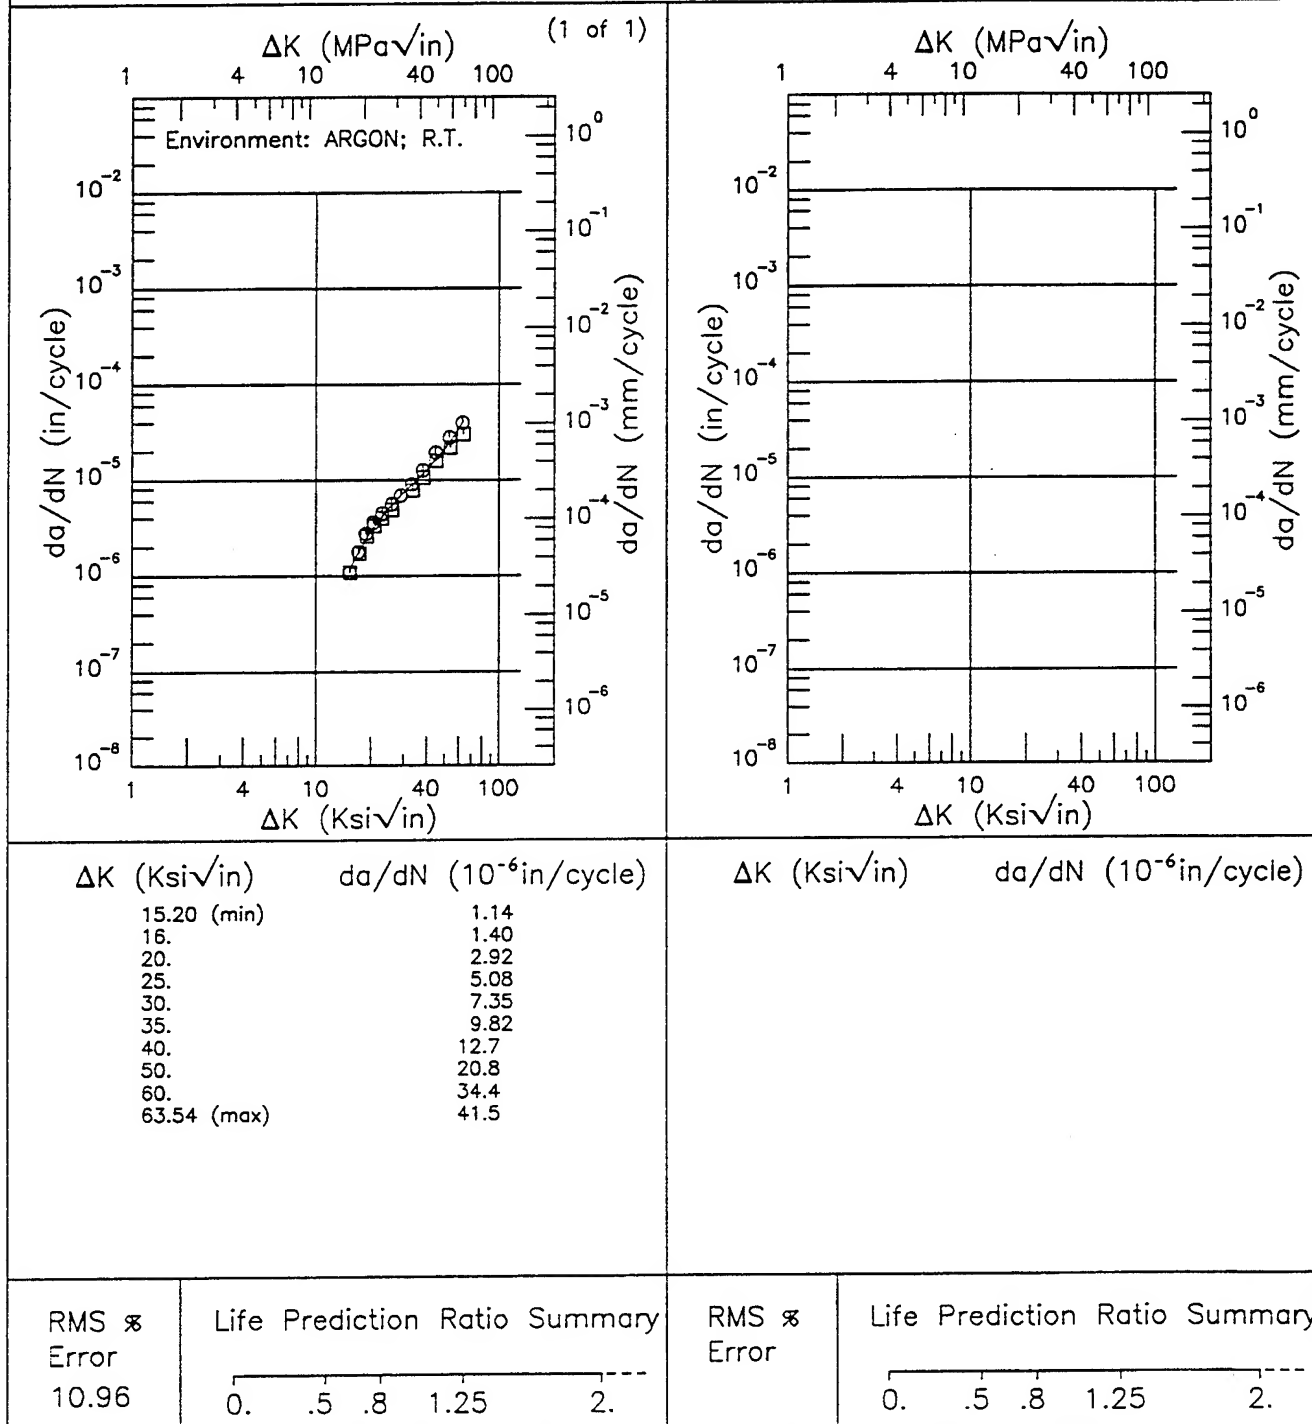 (1 of 1)
ΔK (MPa√in)
1 4 10 40 100
Environment: ARGON; R.T.
da/dN (in/cycle)
10⁻²
10⁻³
10⁻⁴
10⁻⁵
10⁻⁶
10⁻⁷
10⁻⁸
10⁰
10⁻¹
10⁻²
10⁻³
10⁻⁴
10⁻⁵
10⁻⁶
da/dN (mm/cycle)
1 4 10 40 100
ΔK (Ksi√in)
ΔK (MPa√in)
1 4 10 40 100
da/dN (in/cycle)
10⁻²
10⁻³
10⁻⁴
10⁻⁵
10⁻⁶
10⁻⁷
10⁻⁸
10⁰
10⁻¹
10⁻²
10⁻³
10⁻⁴
10⁻⁵
10⁻⁶
da/dN (mm/cycle)
1 4 10 40 100
ΔK (Ksi√in)
ΔK (Ksi√in) da/dN (10⁻⁶in/cycle)
15.20 (min) 1.14
16. 1.40
20. 2.92
25. 5.08
30. 7.35
35. 9.82
40. 12.7
50. 20.8
60. 34.4
63.54 (max) 41.5
ΔK (Ksi√in) da/dN (10⁻⁶in/cycle)
RMS %
Error
10.96
Life Prediction Ratio Summary
0. .5 .8 1.25 2.
RMS %
Error
Life Prediction Ratio Summary
0. .5 .8 1.25 2.